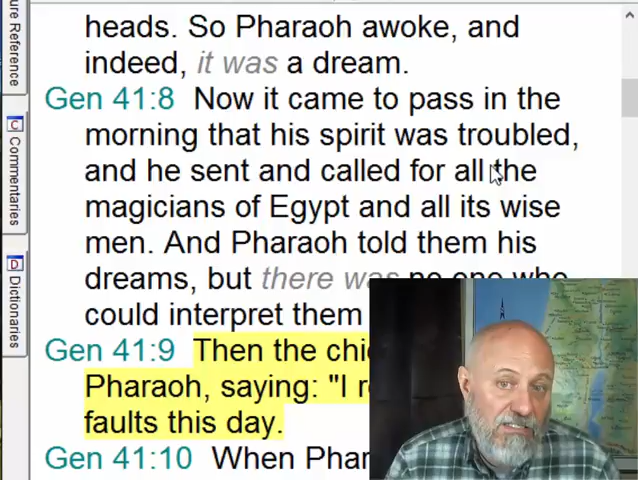 ure Reference
Commentaries
Dictionaries
heads. So Pharaoh awoke, and
indeed, it was a dream.
Gen 41:8 Now it came to pass in the
morning that his spirit was troubled,
and he sent and called for all the
magicians of Egypt and all its wise
men. And Pharaoh told them his
dreams, but there was no one who
could interpret them
Gen 41:9 Then the chi
Pharaoh, saying: "I r
faults this day.
Gen 41:10 When Phar